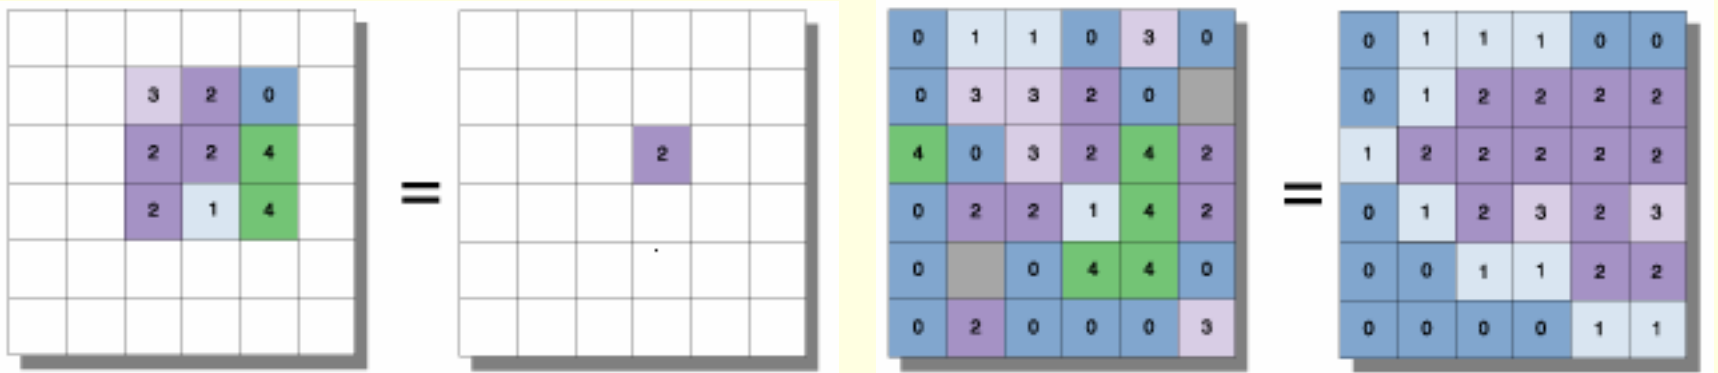 0 1 1 0 3 0 0 1 1 1 0 0
3 2 0 0 3 3 2 0 0 1 2 2 2 2
2 2 4 = 2 4 0 3 2 4 2 = 1 2 2 2 2 2
2 1 4 0 2 2 1 4 2 0 1 2 3 2 3
0 0 4 4 0 0 0 1 1 2 2
0 2 0 0 0 3 0 0 0 0 1 1